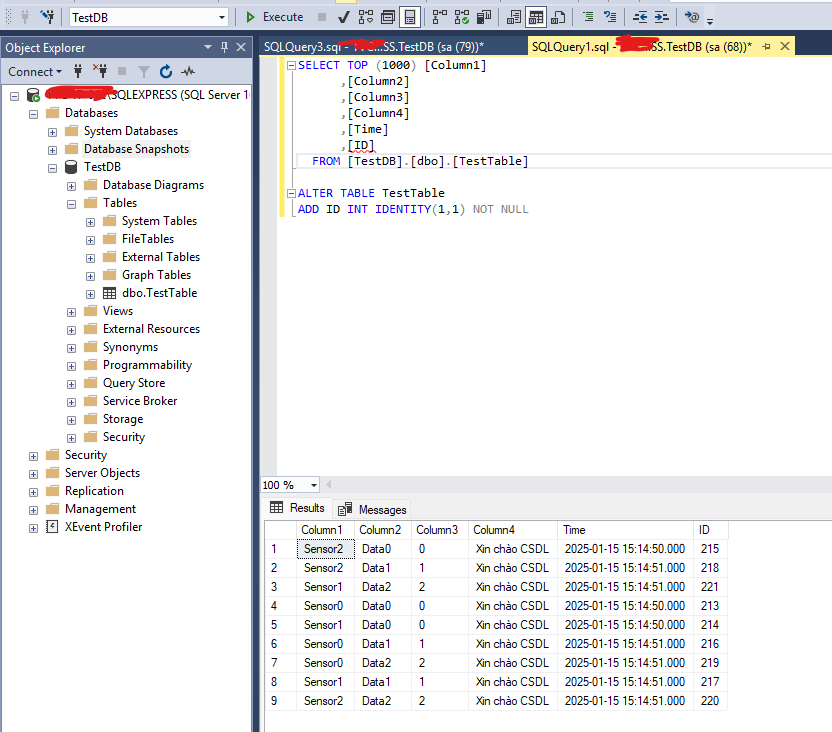 TestDB
Execute
Object Explorer
Connect
\SQLEXPRESS (SQL Server 1
Databases
System Databases
Database Snapshots
TestDB
Database Diagrams
Tables
System Tables
FileTables
External Tables
Graph Tables
dbo.TestTable
Views
External Resources
Synonyms
Programmability
Query Store
Service Broker
Storage
Security
Security
Server Objects
Replication
Management
XEvent Profiler
SQLQuery3.sql - SS.TestDB (sa (79))*
SQLQuery1.sql - SS.TestDB (sa (68))*
SELECT TOP (1000) [Column1]
,[Column2]
,[Column3]
,[Column4]
,[Time]
,[ID]
FROM [TestDB].[dbo].[TestTable]
ALTER TABLE TestTable
ADD ID INT IDENTITY(1,1) NOT NULL
100 %
Results Messages
Column1 Column2 Column3 Column4 Time ID
1 Sensor2 Data0 0 Xin chào CSDL 2025-01-15 15:14:50.000 215
2 Sensor2 Data1 1 Xin chào CSDL 2025-01-15 15:14:51.000 218
3 Sensor1 Data2 2 Xin chào CSDL 2025-01-15 15:14:51.000 221
4 Sensor0 Data0 0 Xin chào CSDL 2025-01-15 15:14:50.000 213
5 Sensor1 Data0 0 Xin chào CSDL 2025-01-15 15:14:50.000 214
6 Sensor0 Data1 1 Xin chào CSDL 2025-01-15 15:14:51.000 216
7 Sensor0 Data2 2 Xin chào CSDL 2025-01-15 15:14:51.000 219
8 Sensor1 Data1 1 Xin chào CSDL 2025-01-15 15:14:51.000 217
9 Sensor2 Data2 2 Xin chào CSDL 2025-01-15 15:14:51.000 220